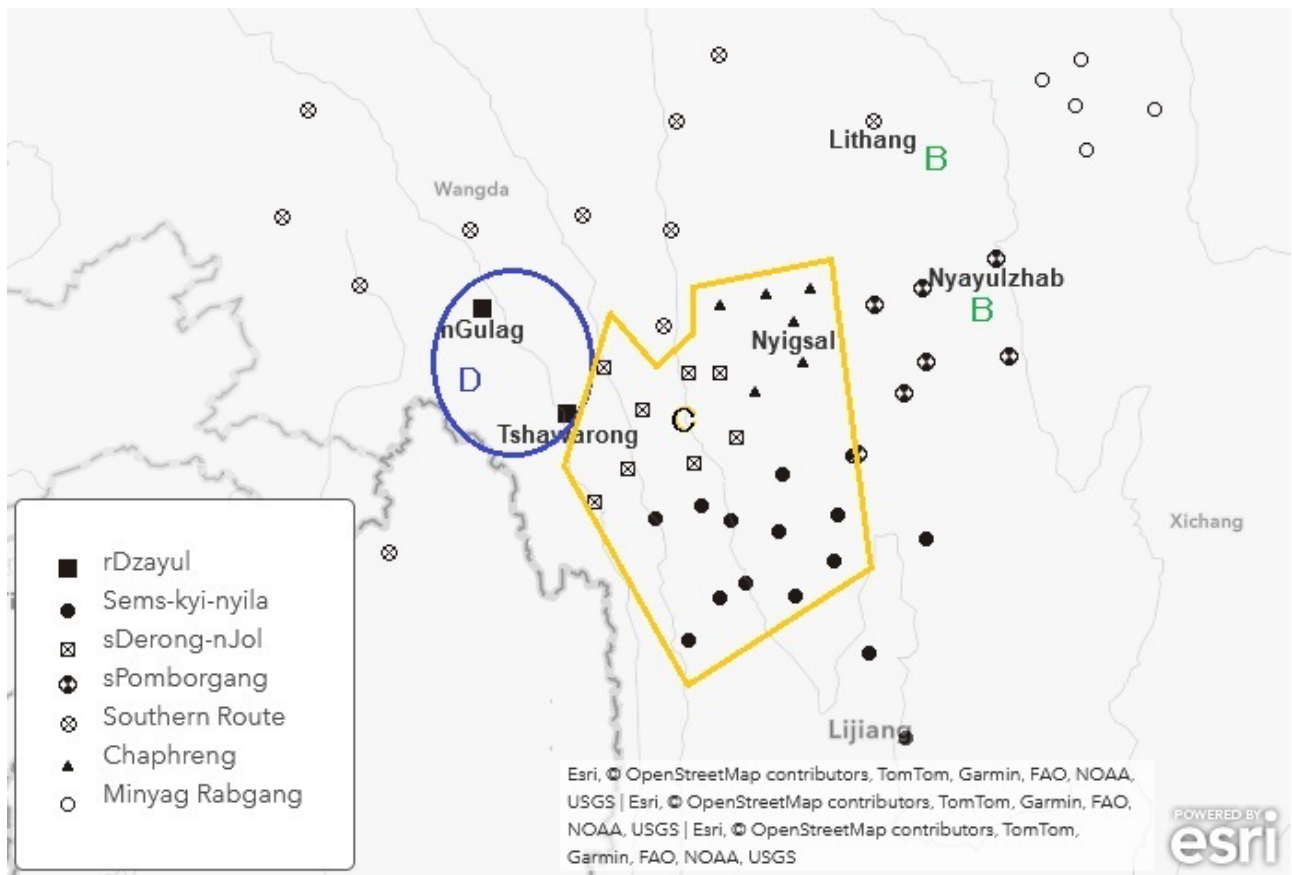 Lithang
B
Wangda
Nyayulzhab
B
nGulag
Nyigsal
D
C
Tshawarong
Xichang
rDzayul
Sems-kyi-nyila
sDerong-nJol
sPomborgang
Southern Route
Chaphreng
Minyag Rabgang
Lijiang
Esri, © OpenStreetMap contributors, TomTom, Garmin, FAO, NOAA,
USGS | Esri, © OpenStreetMap contributors, TomTom, Garmin, FAO,
NOAA, USGS | Esri, © OpenStreetMap contributors, TomTom,
Garmin, FAO, NOAA, USGS
POWERED BY
esri